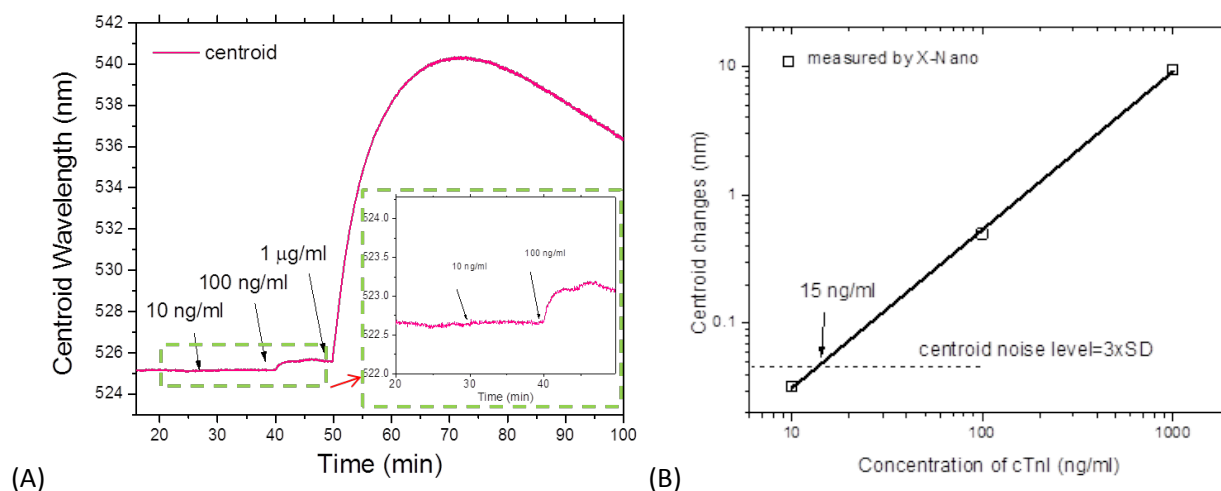 542
540
538
536
534
532
530
528
526
524
centroid
Centroid Wavelength (nm)
10 ng/ml
100 ng/ml
1 μg/ml
20 30 40 50 60 70 80 90 100
Time (min)
524.0
523.5
523.0
522.5
522.0
10 ng/ml
100 ng/ml
20 40
Time (min)
(A)
measured by X-Nano
10
1
0.1
Centroid changes (nm)
15 ng/ml
centroid noise level=3xSD
10 100 1000
Concentration of cTnI (ng/ml)
(B)